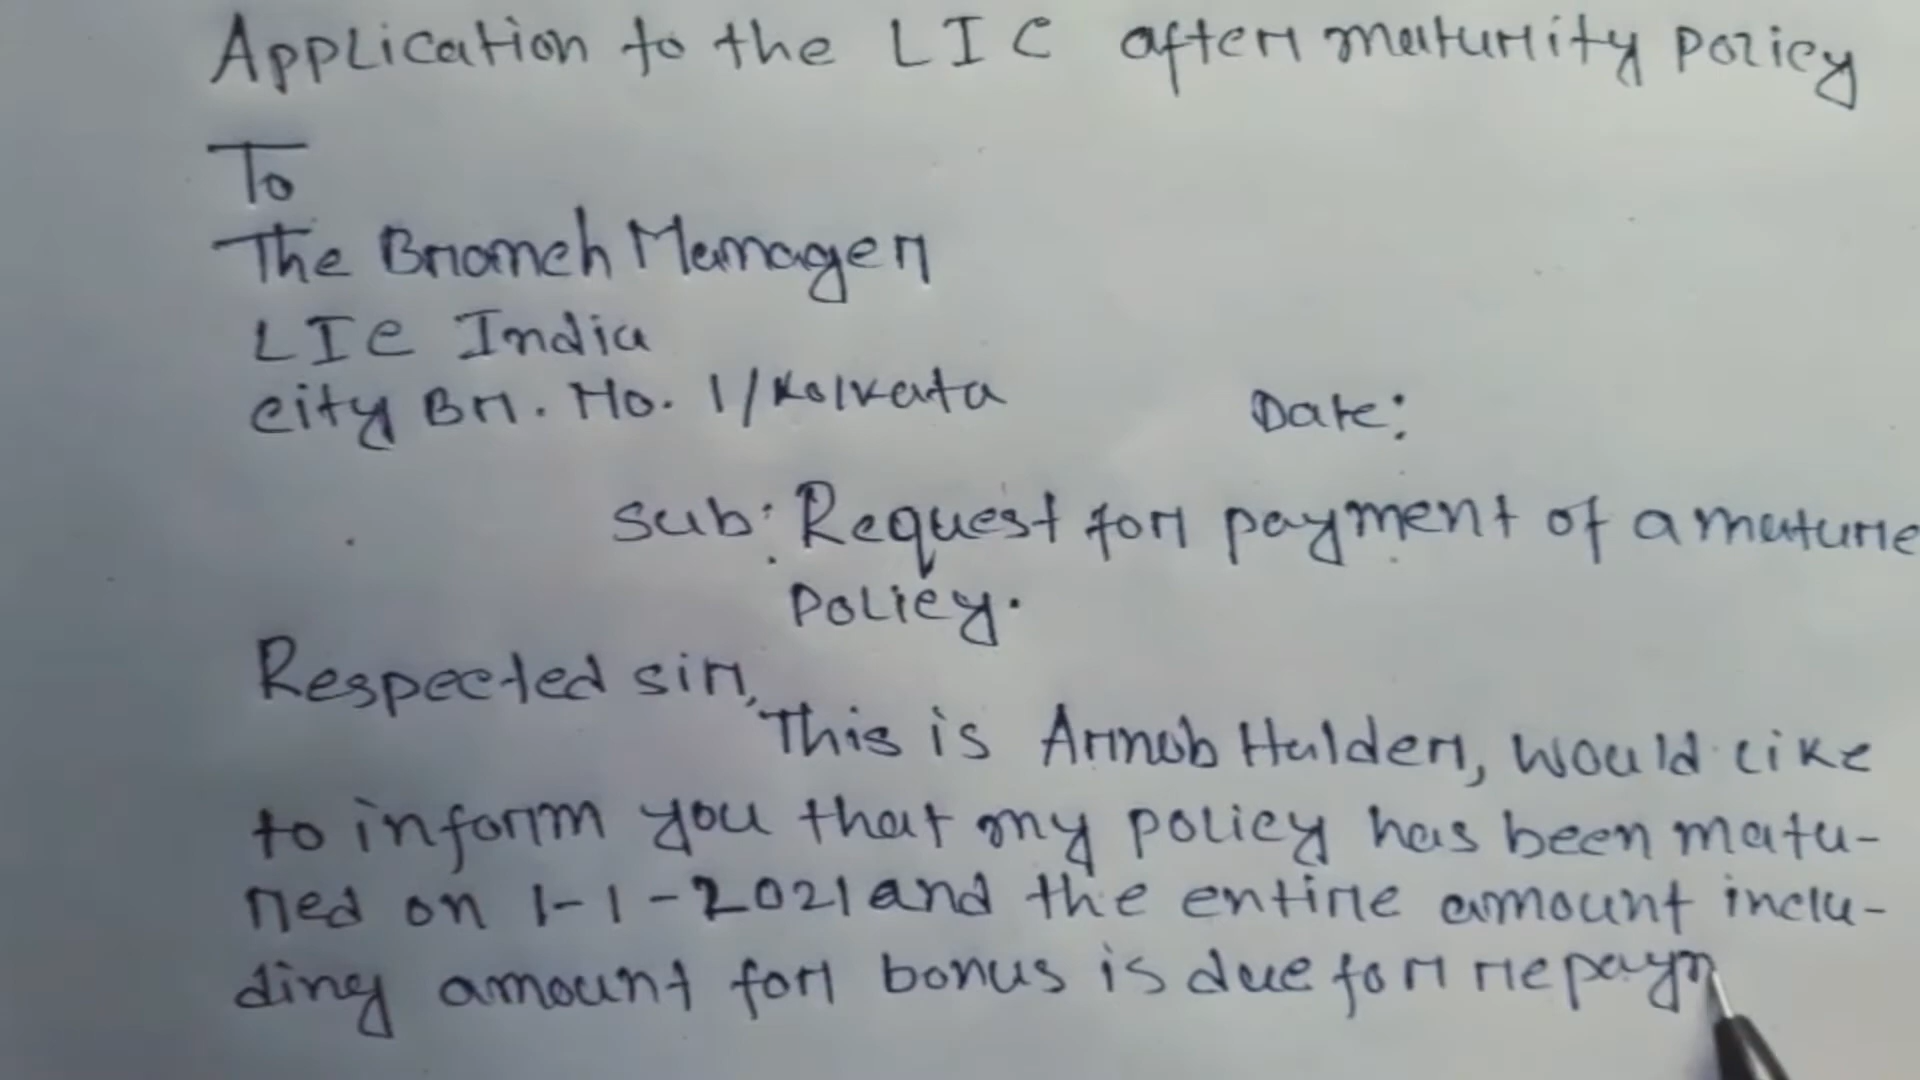 Application to the LIC after maturity policy
To
The Branch Manager
LIC India
City Br. No. 1/Kolkata
Date:
Sub: Request for payment of a mature
Policy.
Respected sir,
This is Arnab Halder, would like
to inform you that my policy has been matu-
red on 1-1-2021 and the entire amount inclu-
ding amount for bonus is due for repaym